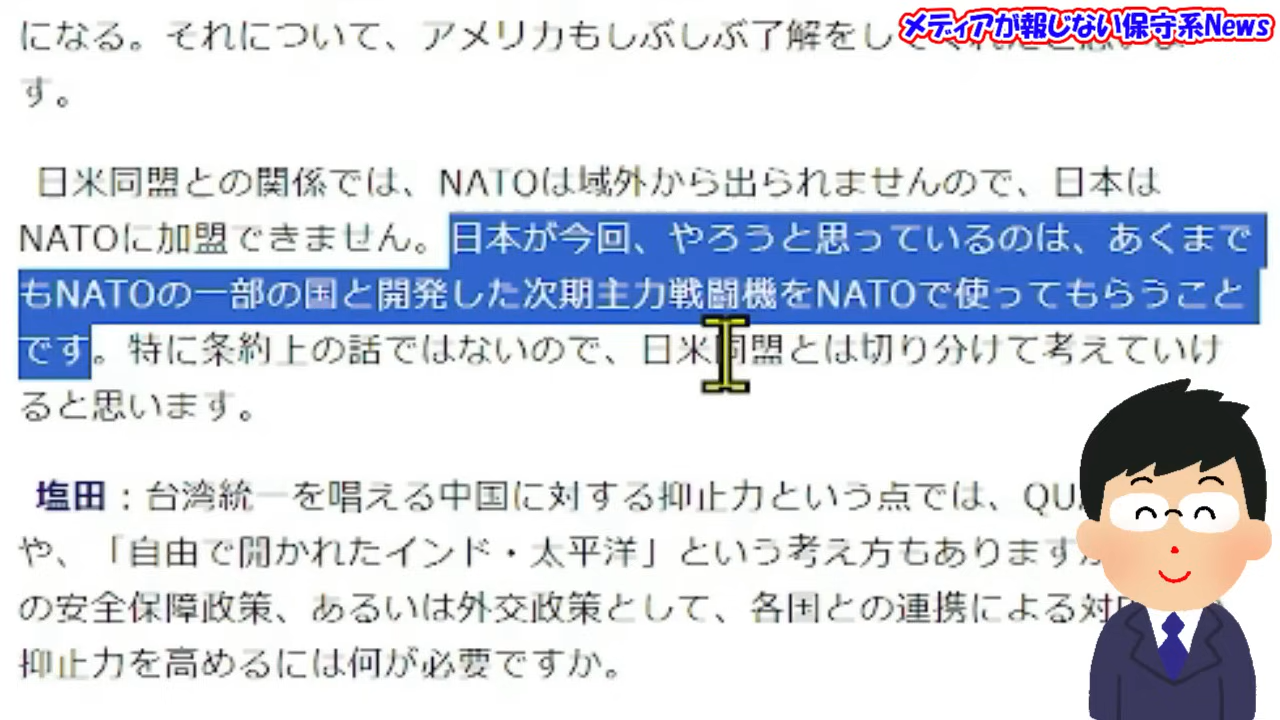 メディアが報じない保守系News
になる。それについて、アメリカもしぶしぶ了解をして
す。
日米同盟との関係では、NATOは域外から出られませんので、日本は
NATOに加盟できません。日本が今回、やろうと思っているのは、あくまで
もNATOの一部の国と開発した次期主力戦闘機をNATOで使ってもらうこと
です。特に条約上の話ではないので、日米同盟とは切り分けて考えていけ
ると思います。
塩田：台湾統一を唱える中国に対する抑止力という点では、QU
や、「自由で開かれたインド・太平洋」という考え方もあります
の安全保障政策、あるいは外交政策として、各国との連携による対
抑止力を高めるには何が必要ですか。